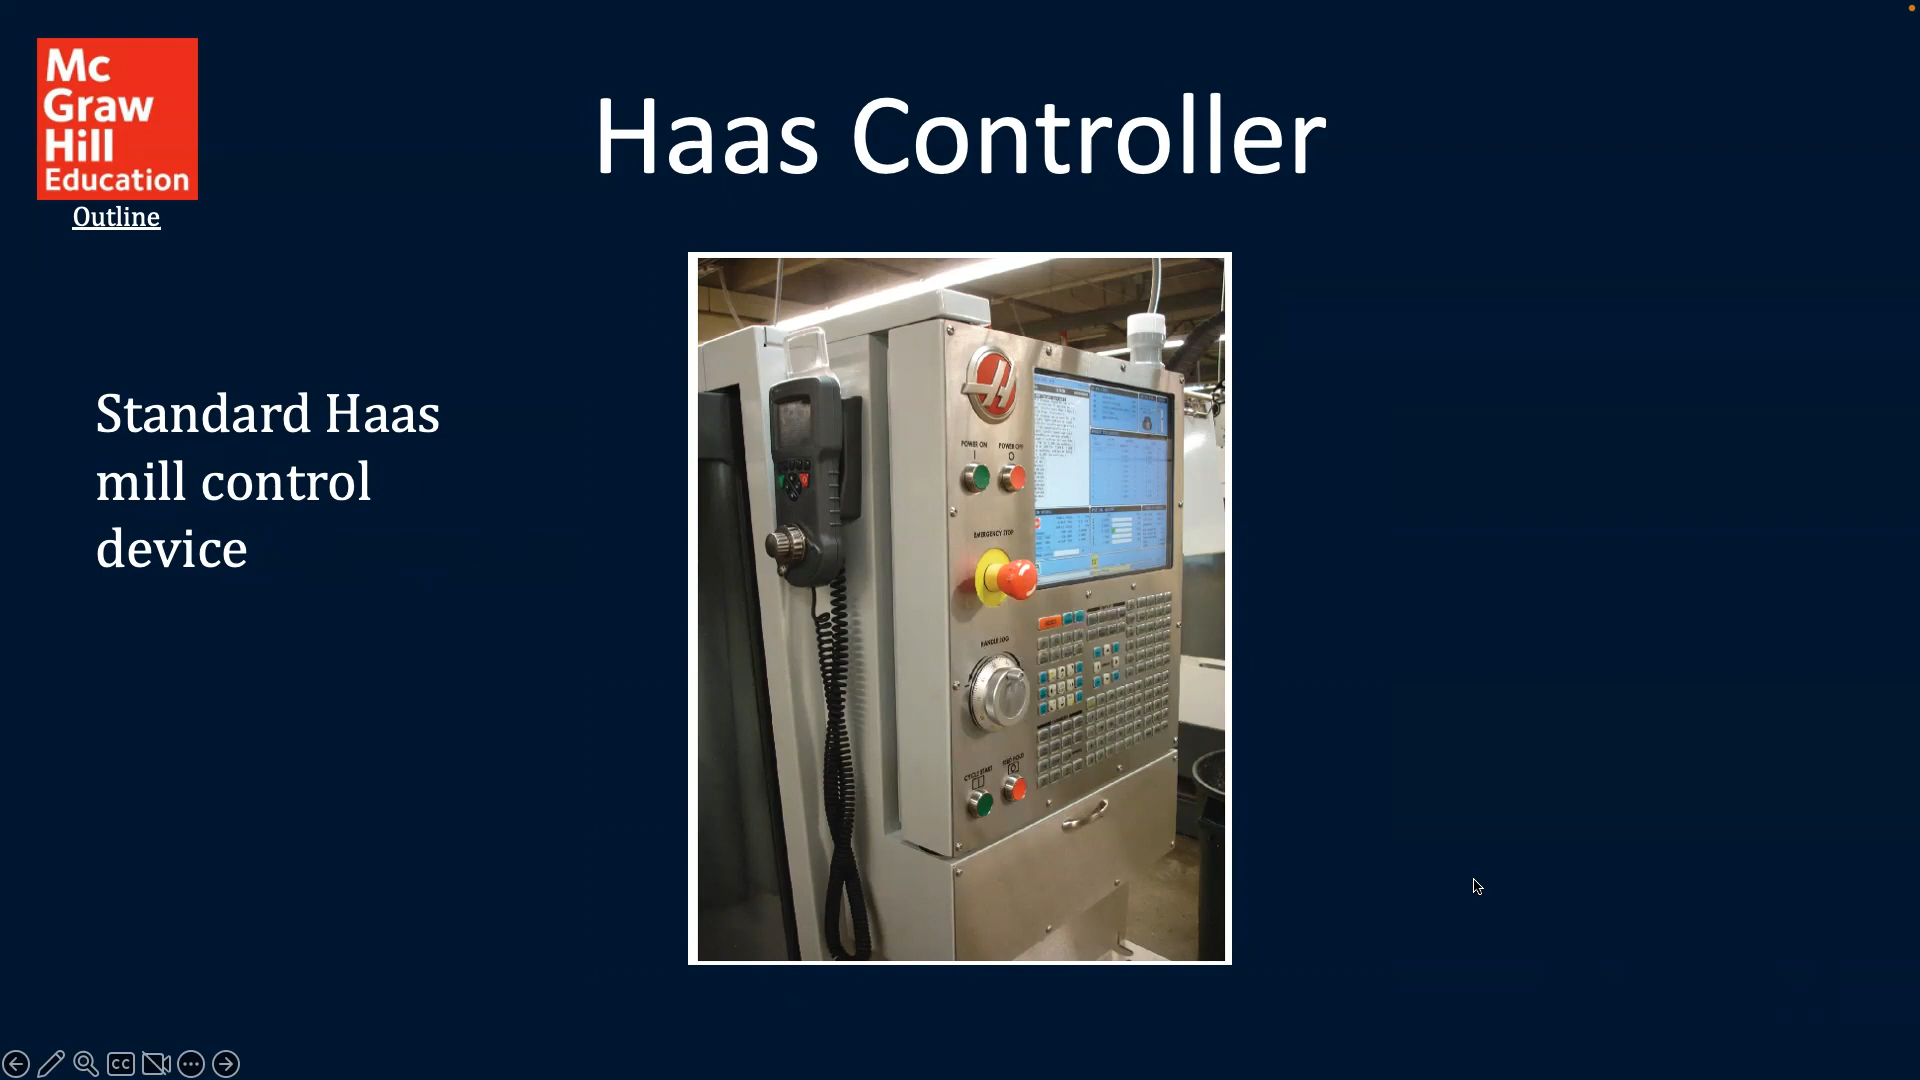 Mc
Graw
Hill
Education
Outline
Haas Controller
Standard Haas
mill control
device
POWER ON
POWER OFF
EMERGENCY STOP
HANDLE JOG
CYCLE START
FEED HOLD
CC